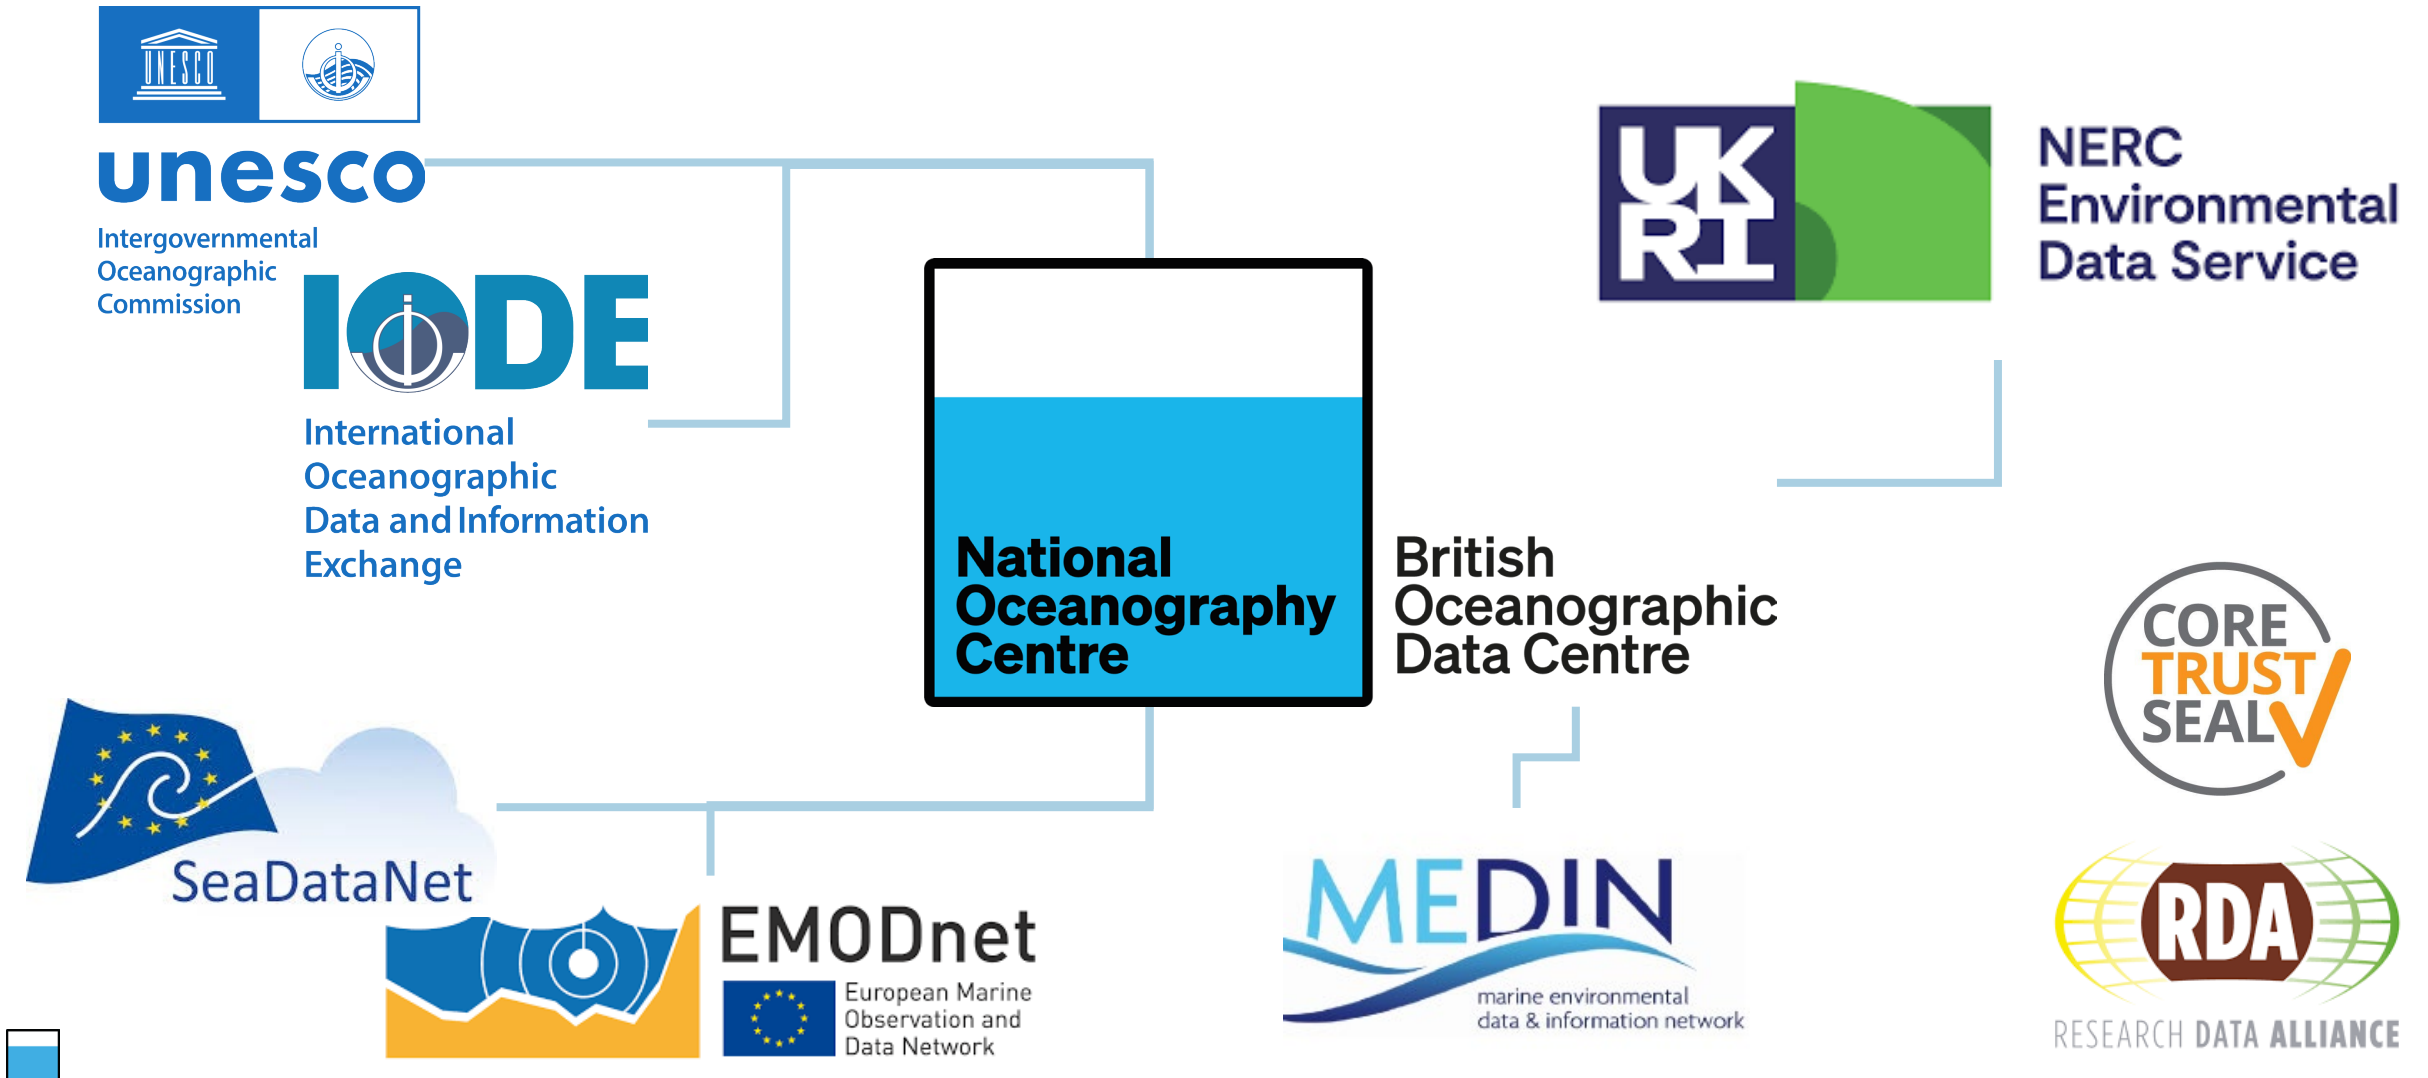 UNESCO
unesco
Intergovernmental
Oceanographic
Commission
IODE
International
Oceanographic
Data and Information
Exchange
UK
RI
NERC
Environmental
Data Service
National
Oceanography
Centre
British
Oceanographic
Data Centre
CORE
TRUST
SEAL
SeaDataNet
EMODnet
European Marine
Observation and
Data Network
MEDIN
marine environmental
data & information network
RDA
RESEARCH DATA ALLIANCE